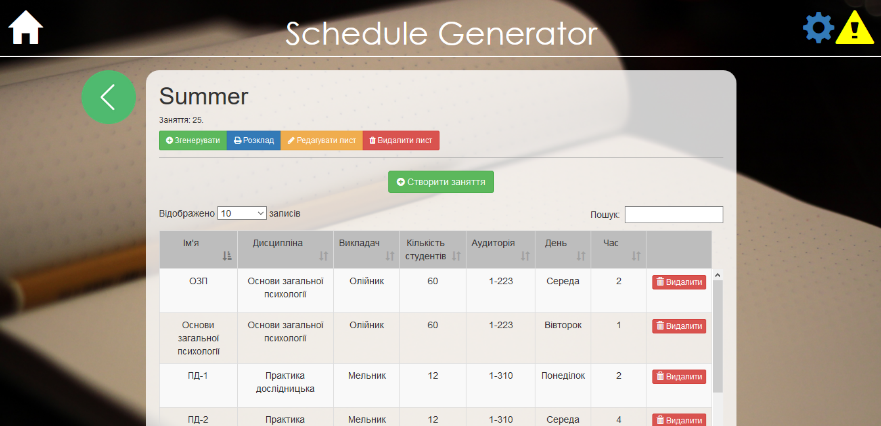 Schedule Generator
Summer
Заняття: 25.
Згенерувати Розклад Редагувати лист Видалити лист
Створити заняття
Відображено 10 записів Пошук:
Ім'я Дисципліна Викладач Кількість студентів Аудиторія День Час
ОЗП Основи загальної психології Олійник 60 1-223 Середа 2 Видалити
Основи загальної психології Основи загальної психології Олійник 60 1-223 Вівторок 1 Видалити
ПД-1 Практика дослідницька Мельник 12 1-310 Понеділок 2 Видалити
ПД-2 Практика Мельник 12 1-310 Середа 4 Видалити